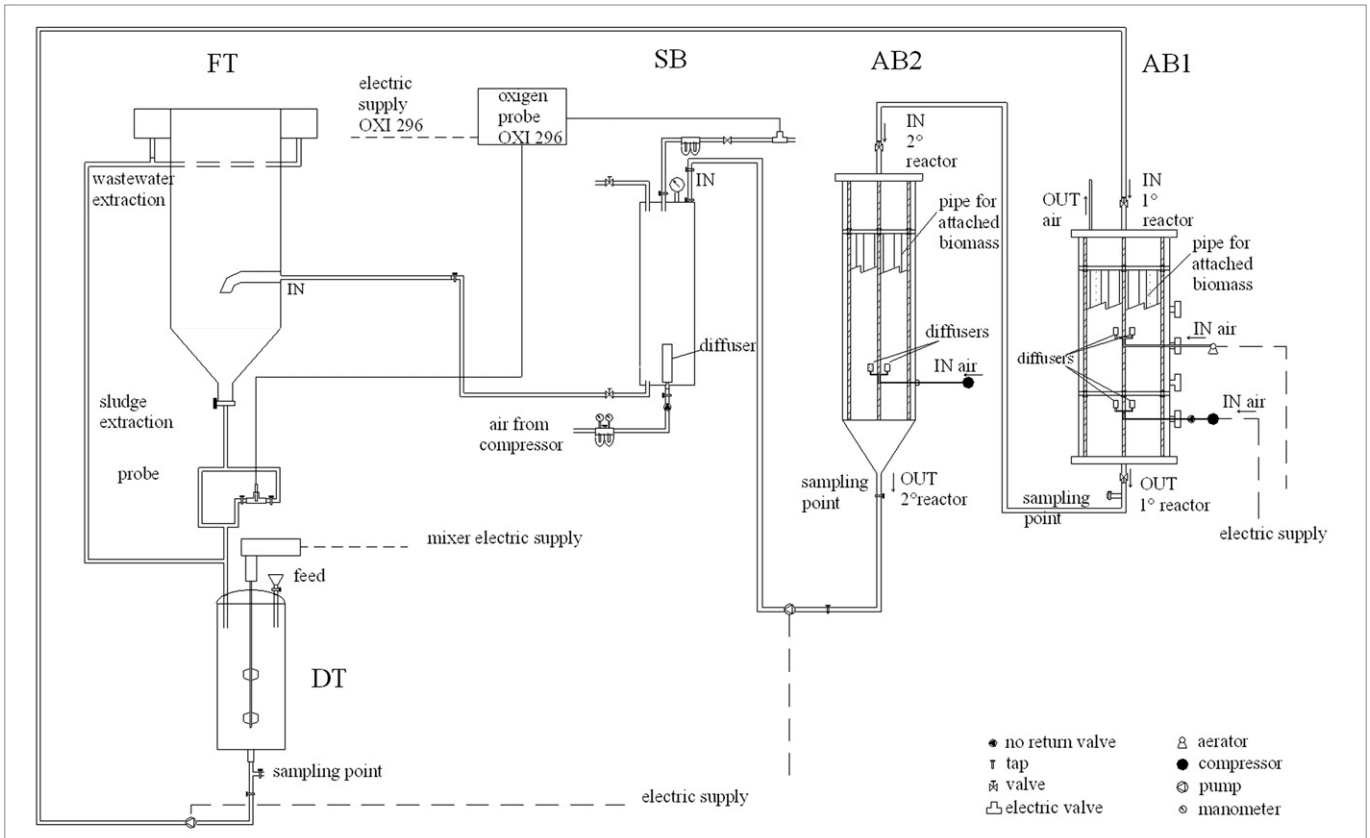 FT
SB
AB2
AB1
electric
supply
OXI 296
oxigen
probe
OXI 296
IN
2°
reactor
IN
1°
reactor
OUT
air
wastewater
extraction
IN
pipe for
attached
biomass
pipe for
attached
biomass
IN
diffuser
diffusers
IN air
IN air
diffusers
IN air
sludge
extraction
air from
compressor
probe
sampling
point
OUT
2°reactor
sampling
point
OUT
1° reactor
electric supply
mixer electric supply
feed
DT
sampling point
electric supply
no return valve
tap
valve
electric valve
aerator
compressor
pump
manometer